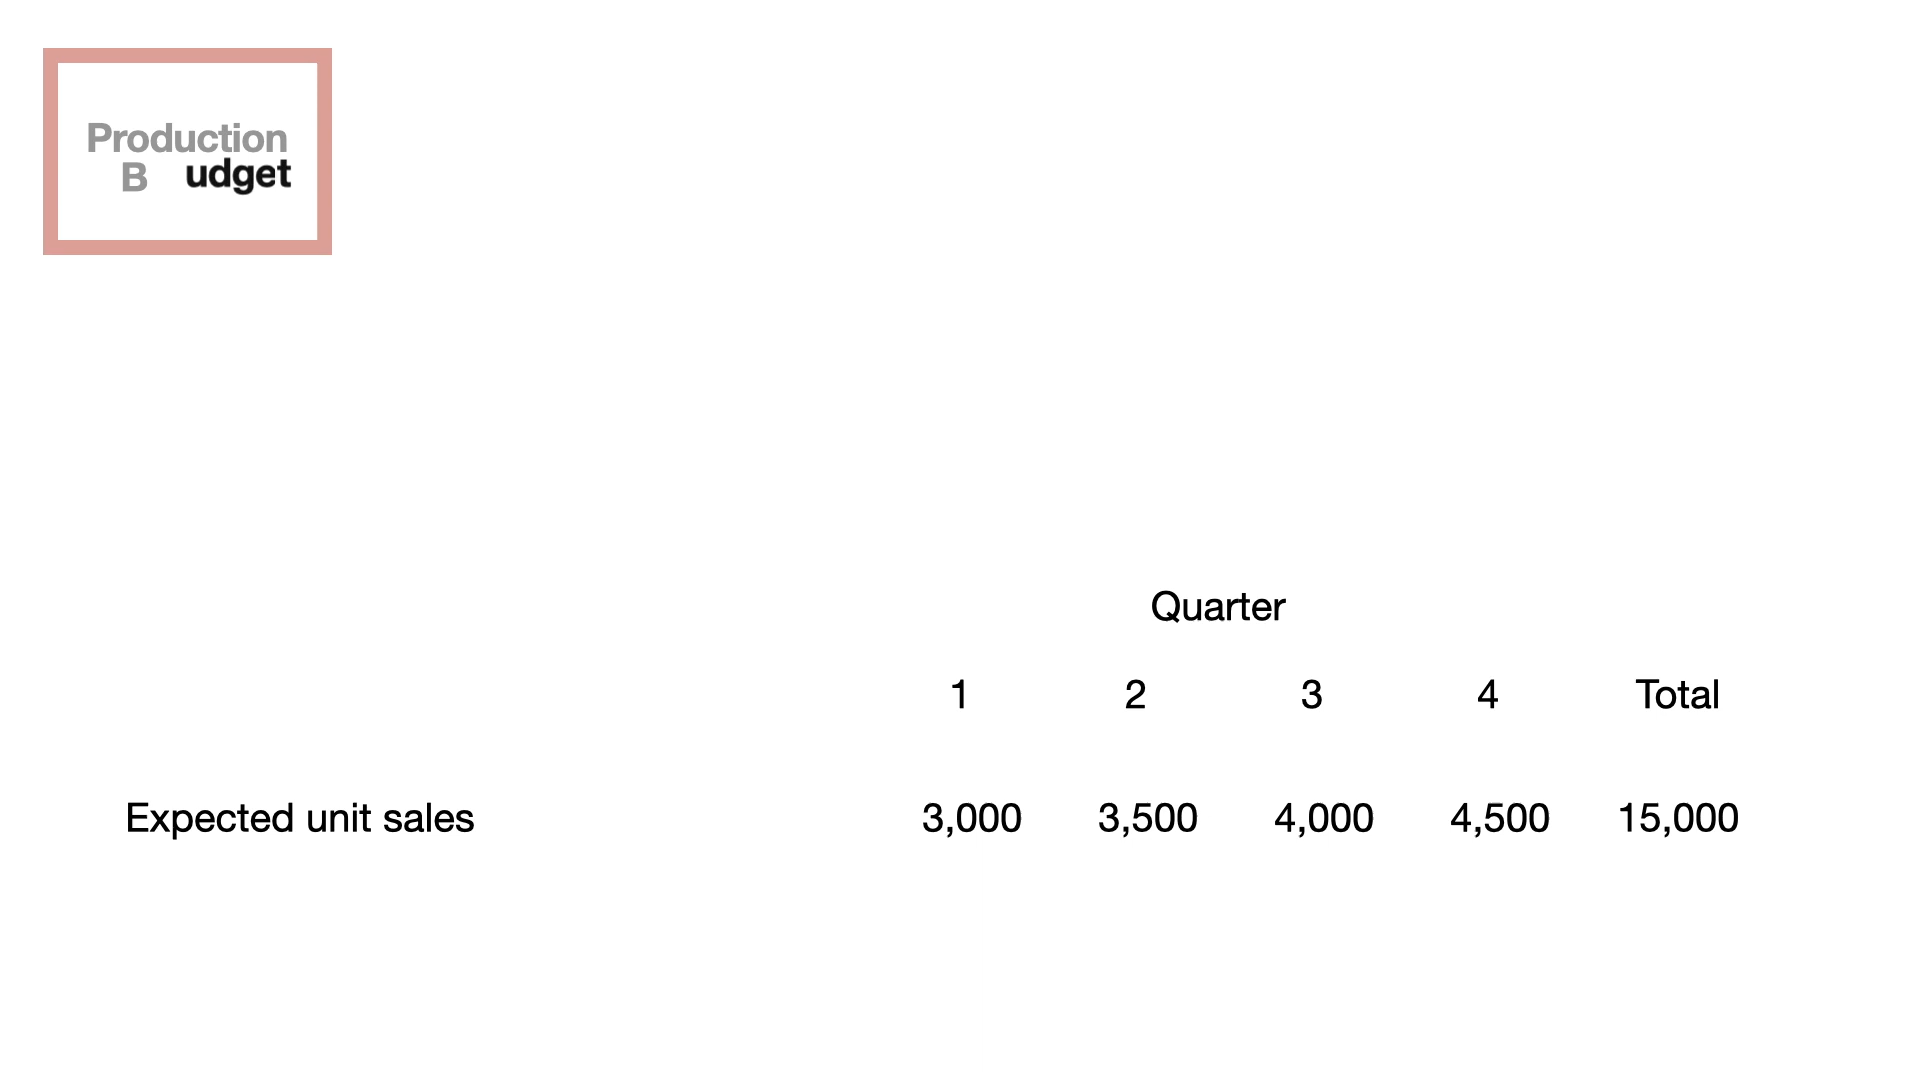 Production
B udget
Quarter
1 2 3 4 Total
Expected unit sales 3,000 3,500 4,000 4,500 15,000